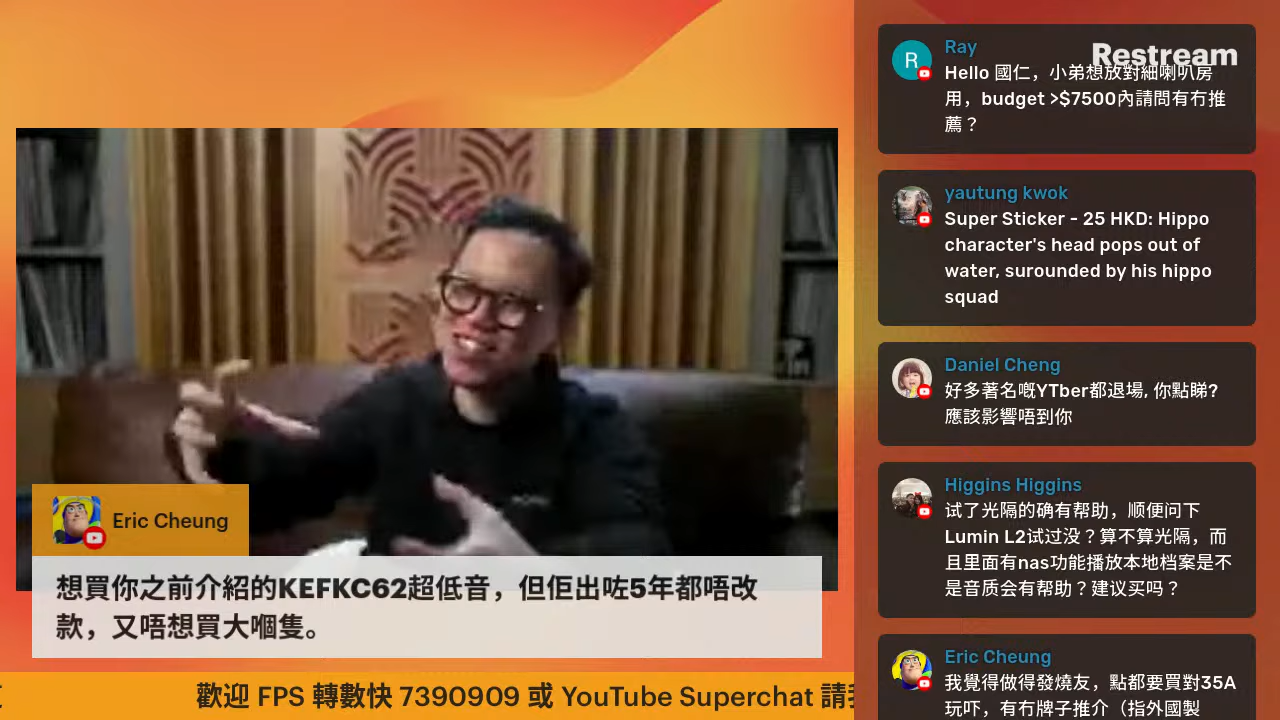 Eric Cheung
想買你之前介紹的KEFKC62超低音，但佢出咗5年都唔改
款，又唔想買大嗰隻。
歡迎 FPS 轉數快 7390909 或 YouTube Superchat 請
Restream
R
Ray
Hello 國仁，小弟想放對細喇叭房
用，budget >$7500內請問有冇推
薦？
yautung kwok
Super Sticker - 25 HKD: Hippo
character's head pops out of
water, surounded by his hippo
squad
Daniel Cheng
好多著名嘅YTber都退場, 你點睇?
應該影響唔到你
Higgins Higgins
试了光隔的确有帮助，顺便问下
Lumin L2试过没？算不算光隔，而
且里面有nas功能播放本地档案是不
是音质会有帮助？建议买吗？
Eric Cheung
我覺得做得發燒友，點都要買對35A
玩吓，有冇牌子推介（指外國製